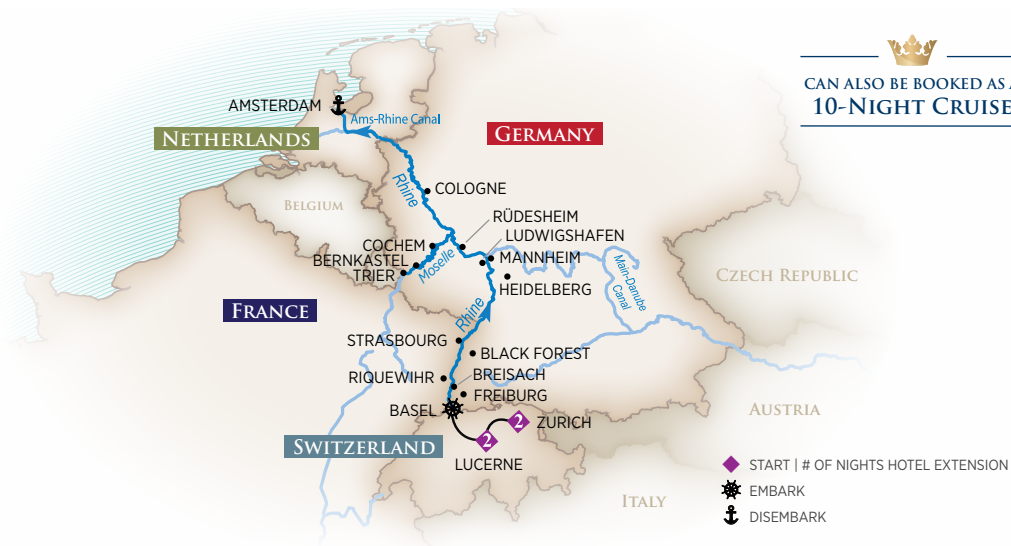 CAN ALSO BE BOOKED AS A
10-NIGHT CRUISE
AMSTERDAM
Ams-Rhine Canal
NETHERLANDS
GERMANY
Rhine
COLOGNE
BELGIUM
RÜDESHEIM
LUDWIGSHAFEN
COCHEM
MANNHEIM
BERNKASTEL
Moselle
TRIER
HEIDELBERG
Main-Danube
Canal
CZECH REPUBLIC
FRANCE
Rhine
STRASBOURG
BLACK FOREST
RIQUEWIHR
BREISACH
FREIBURG
BASEL
2
ZURICH
AUSTRIA
SWITZERLAND
2
LUCERNE
START | # OF NIGHTS HOTEL EXTENSION
EMBARK
ITALY
DISEMBARK